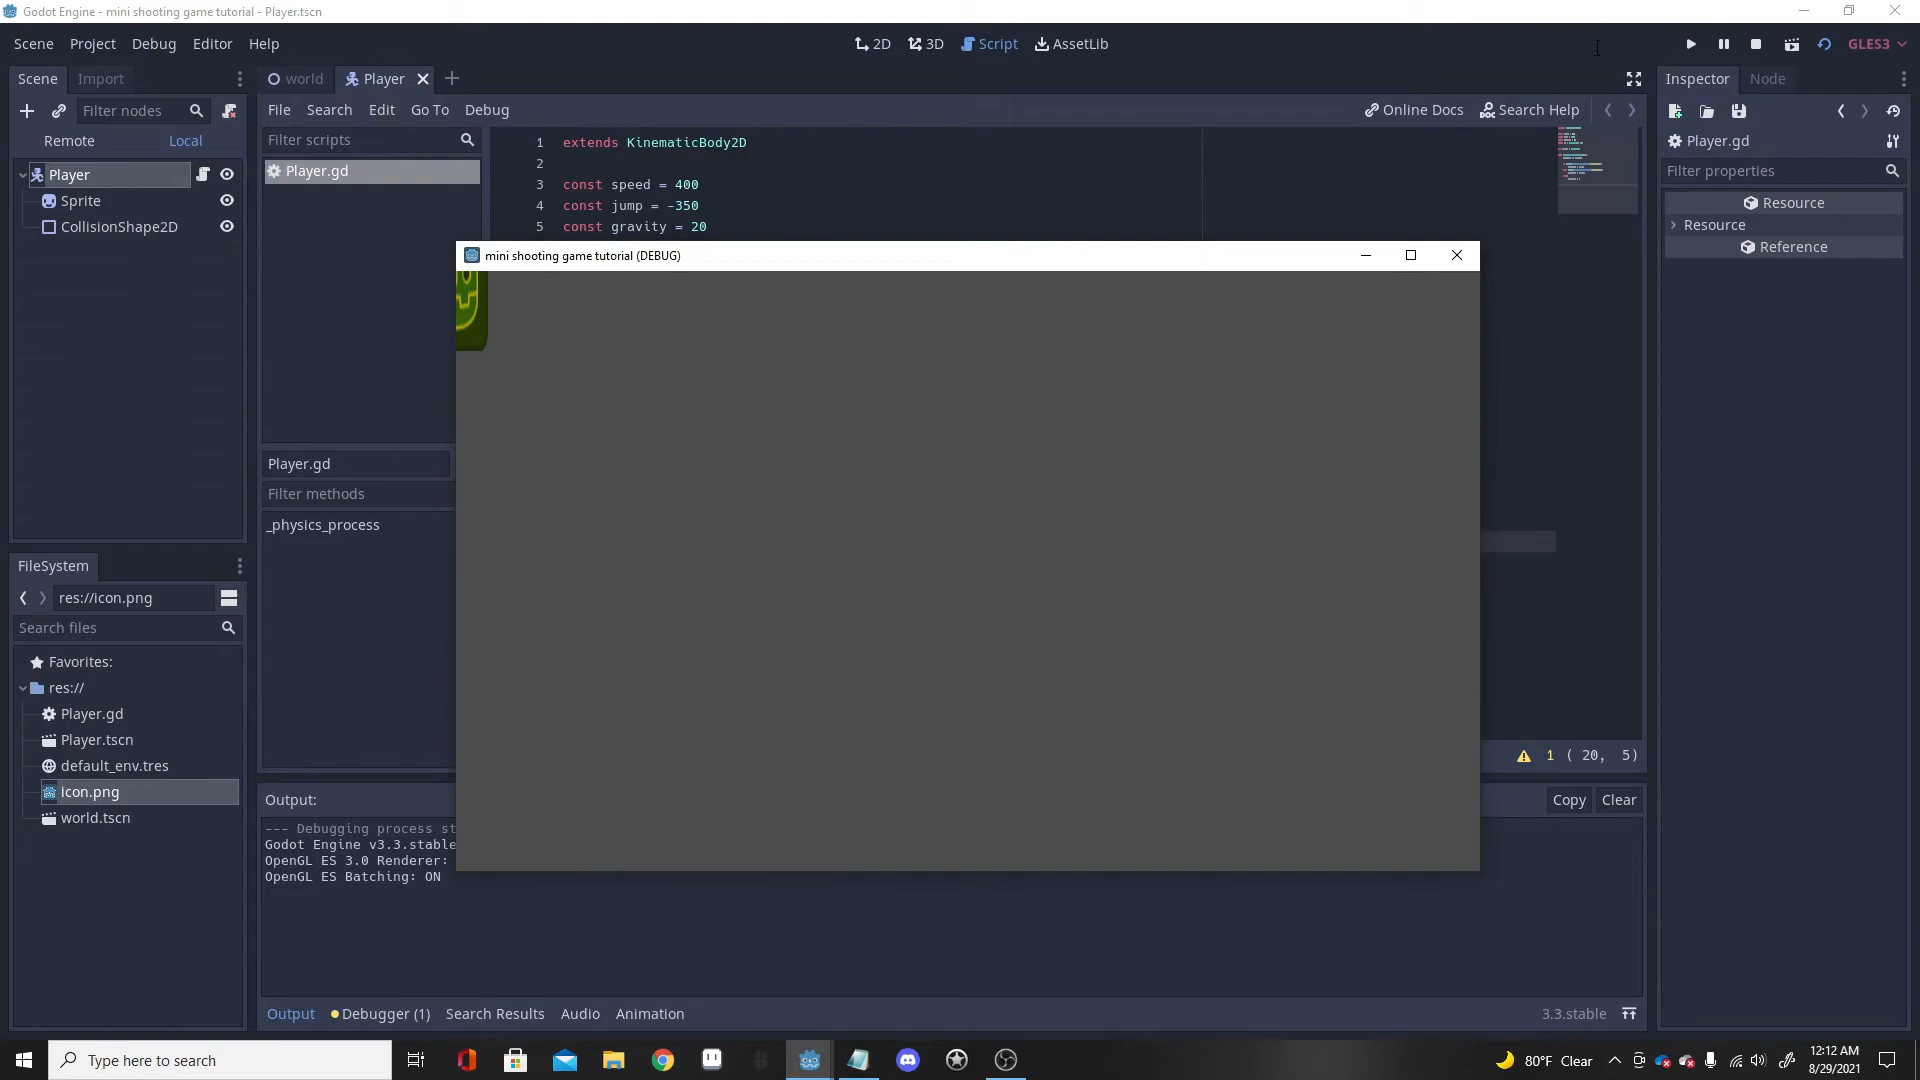 Godot Engine - mini shooting game tutorial - Player.tscn
Scene Project Debug Editor Help
2D 3D Script AssetLib
GLES3
Scene Import
world Player
Inspector Node
Filter nodes
File Search Edit Go To Debug
Online Docs Search Help
Remote Local
Filter scripts
Player.gd
Player
Sprite
CollisionShape2D
Player.gd
1 extends KinematicBody2D
2
3 const speed = 400
4 const jump = -350
5 const gravity = 20
Filter properties
Resource
Resource
Reference
mini shooting game tutorial (DEBUG)
Player.gd
Filter methods
_physics_process
FileSystem
res://icon.png
Search files
Favorites:
res://
Player.gd
Player.tscn
default_env.tres
icon.png
world.tscn
1 ( 20, 5)
Output:
Copy Clear
--- Debugging process st
Godot Engine v3.3.stable
OpenGL ES 3.0 Renderer:
OpenGL ES Batching: ON
Output Debugger (1) Search Results Audio Animation
3.3.stable
Type here to search
80°F Clear
12:12 AM
8/29/2021